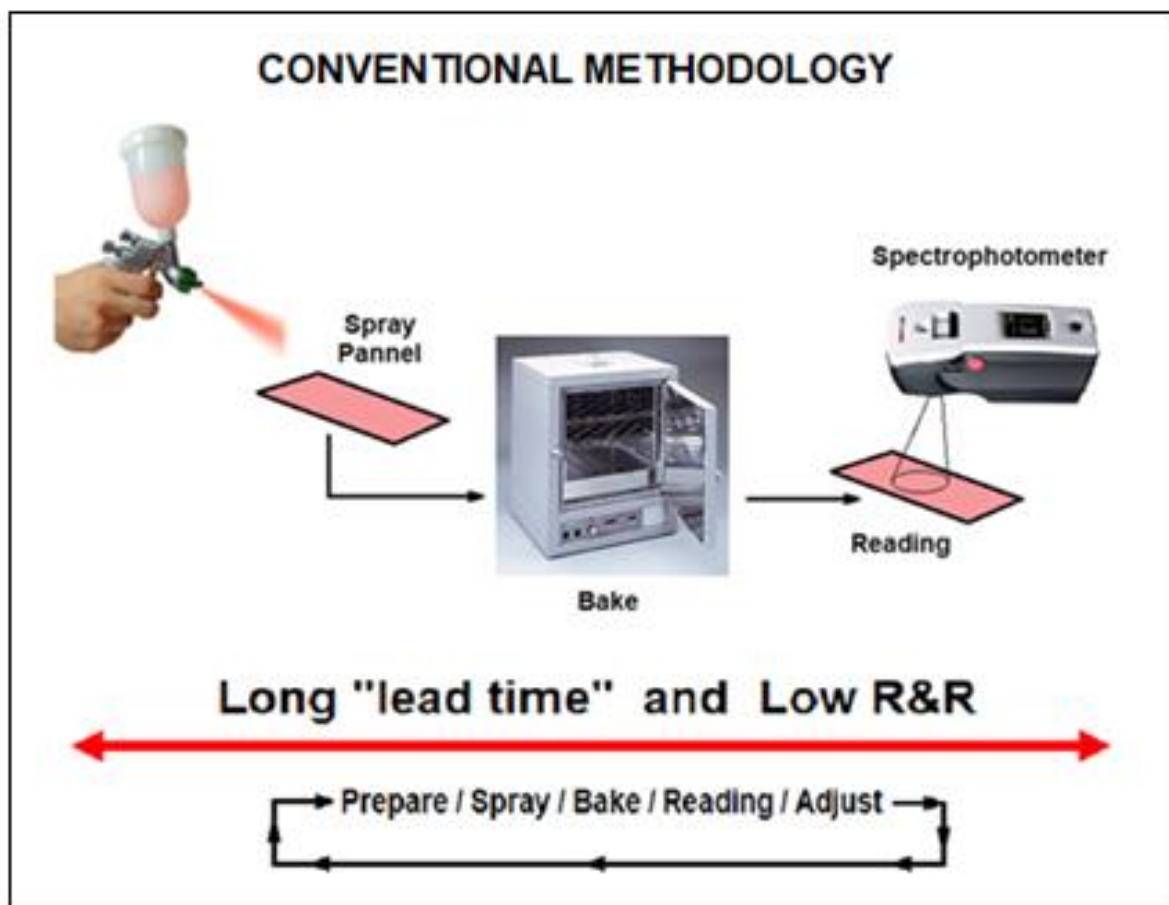 CONVENTIONAL METHODOLOGY
Spectrophotometer
Spray
Pannel
Reading
Bake
Long "lead time" and Low R&R
Prepare / Spray / Bake / Reading / Adjust